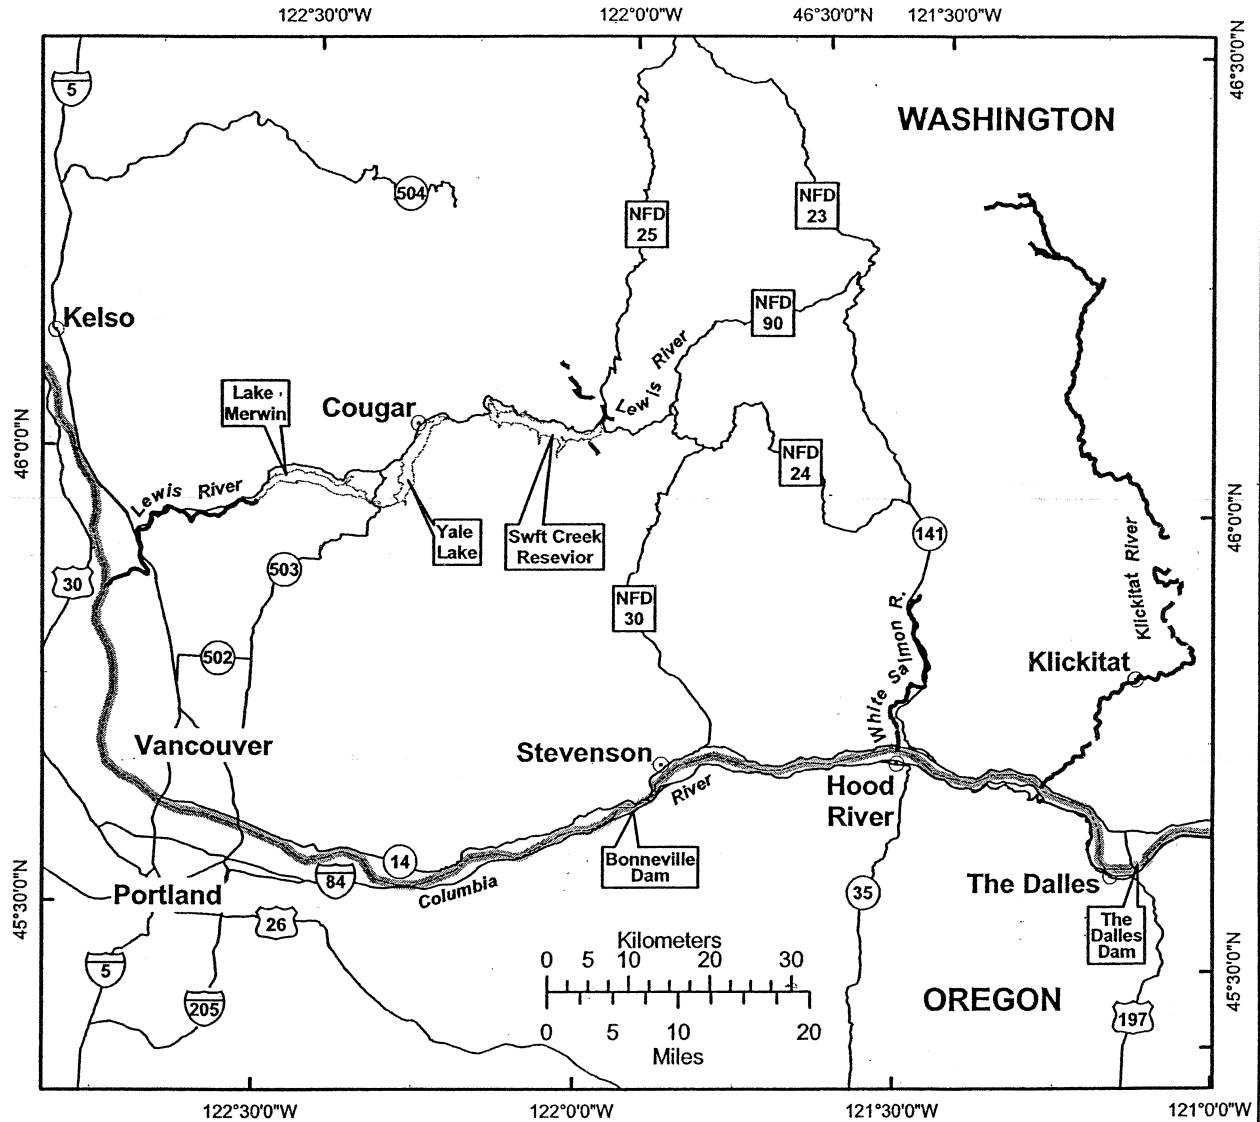 122°30'0"W
122°0'0"W
46°30'0"N
121°30'0"W
46°30'0"N
5
WASHINGTON
504
NFD
23
NFD
25
NFD
90
Kelso
Lewis River
Lake
Merwin
Cougar
46°0'0"N
NFD
24
Lewis River
Yale
Lake
Swft Creek
Resevior
141
46°0'0"N
Klickitat River
503
30
NFD
30
White Salmon R.
502
Klickitat
Vancouver
Stevenson
River
Hood
River
Bonneville
Dam
14
84
Columbia
The Dalles
35
Portland
26
45°30'0"N
The
Dalles
Dam
Kilometers
0 5 10 20 30
5
205
OREGON
45°30'0"N
197
0 5 10 20
Miles
122°30'0"W
122°0'0"W
121°30'0"W
121°0'0"W